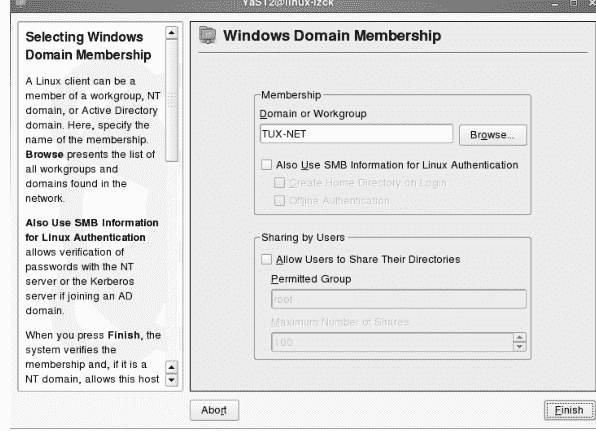 YaST2@linux-lzck
Selecting Windows
Domain Membership
A Linux client can be a
member of a workgroup, NT
domain, or Active Directory
domain. Here, specify the
name of the membership.
Browse presents the list of
all workgroups and
domains found in the
network.
Also Use SMB Information
for Linux Authentication
allows verification of
passwords with the NT
server or the Kerberos
server if joining an AD
domain.
When you press Finish, the
system verifies the
membership and, if it is a
NT domain, allows this host
Windows Domain Membership
Membership
Domain or Workgroup
TUX-NET
Browse...
Also Use SMB Information for Linux Authentication
Create Home Directory on Login
Offline Authentication
Sharing by Users
Allow Users to Share Their Directories
Permitted Group
root
Maximum Number of Shares
100
Abort
Finish